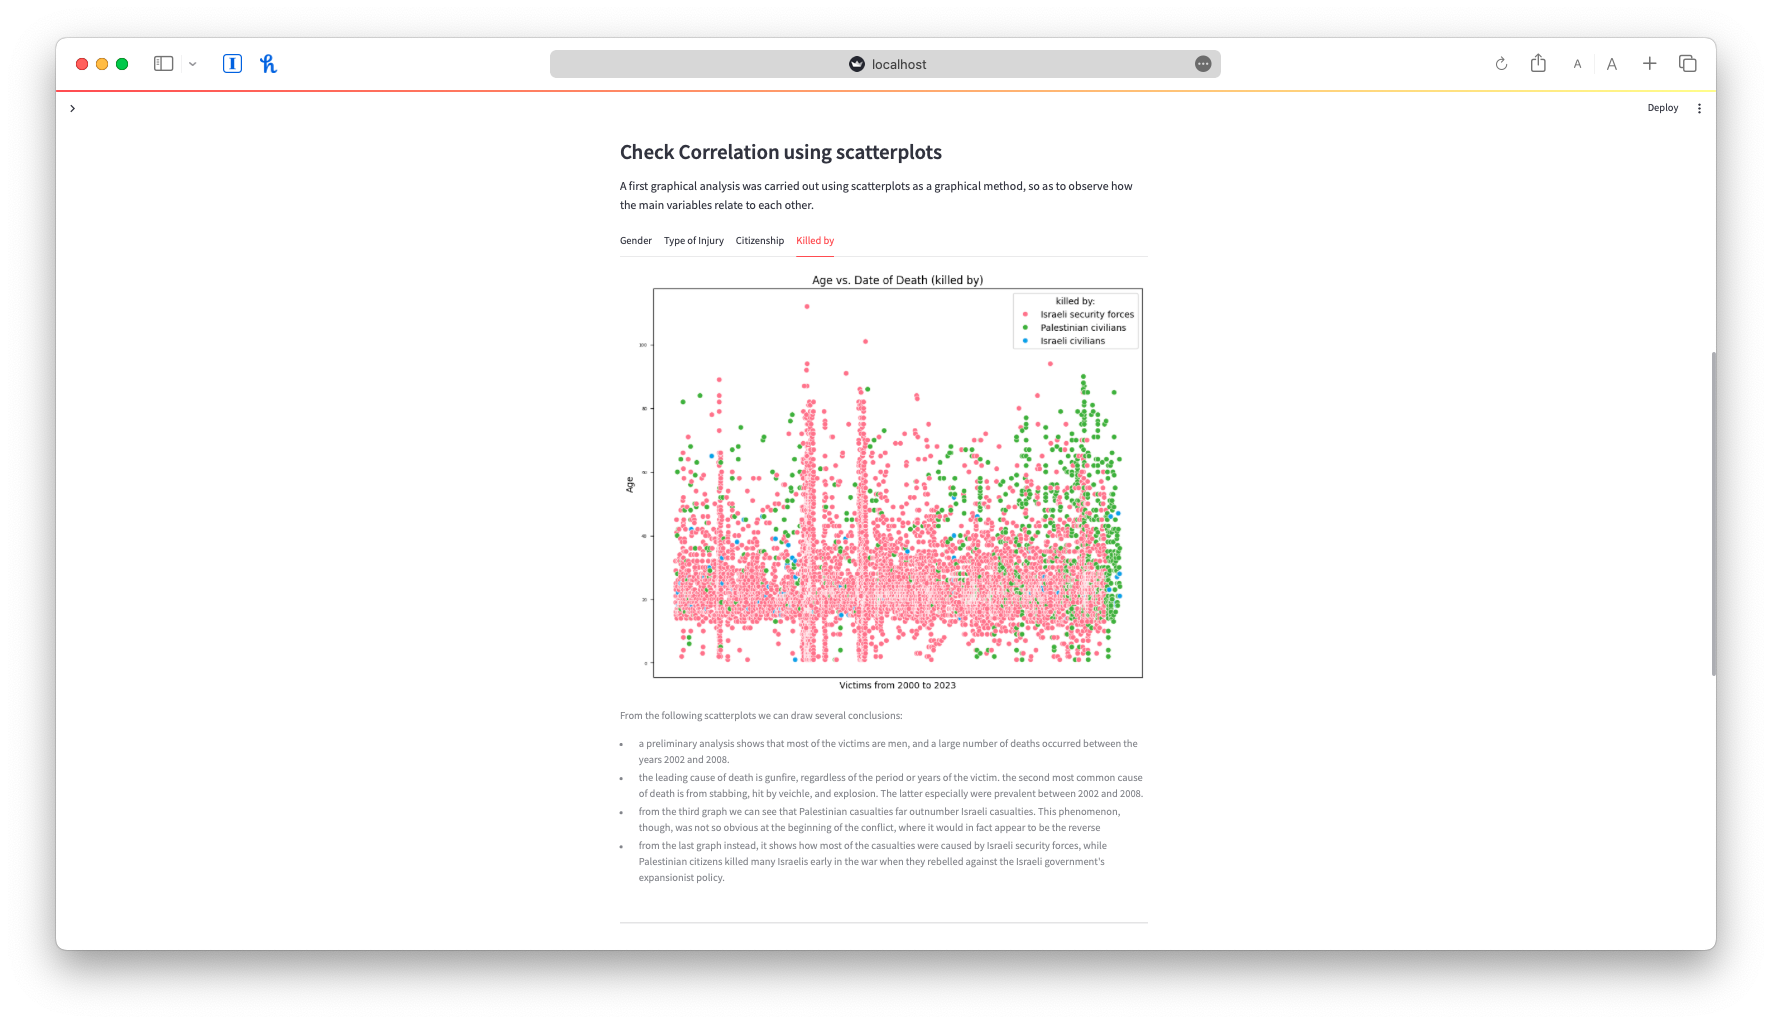 localhost
A A
Deploy
Check Correlation using scatterplots
A first graphical analysis was carried out using scatterplots as a graphical method, so as to observe how
the main variables relate to each other.
Gender Type of Injury Citizenship Killed by
Age vs. Date of Death (killed by)
killed by:
Israeli security forces
Palestinian civilians
Israeli civilians
100
80
60
Age
40
20
0
Victims from 2000 to 2023
From the following scatterplots we can draw several conclusions:
• a preliminary analysis shows that most of the victims are men, and a large number of deaths occurred between the
years 2002 and 2008.
• the leading cause of death is gunfire, regardless of the period or years of the victim. the second most common cause
of death is from stabbing, hit by veichle, and explosion. The latter especially were prevalent between 2002 and 2008.
• from the third graph we can see that Palestinian casualties far outnumber Israeli casualties. This phenomenon,
though, was not so obvious at the beginning of the conflict, where it would in fact appear to be the reverse
• from the last graph instead, it shows how most of the casualties were caused by Israeli security forces, while
Palestinian citizens killed many Israelis early in the war when they rebelled against the Israeli government's
expansionist policy.